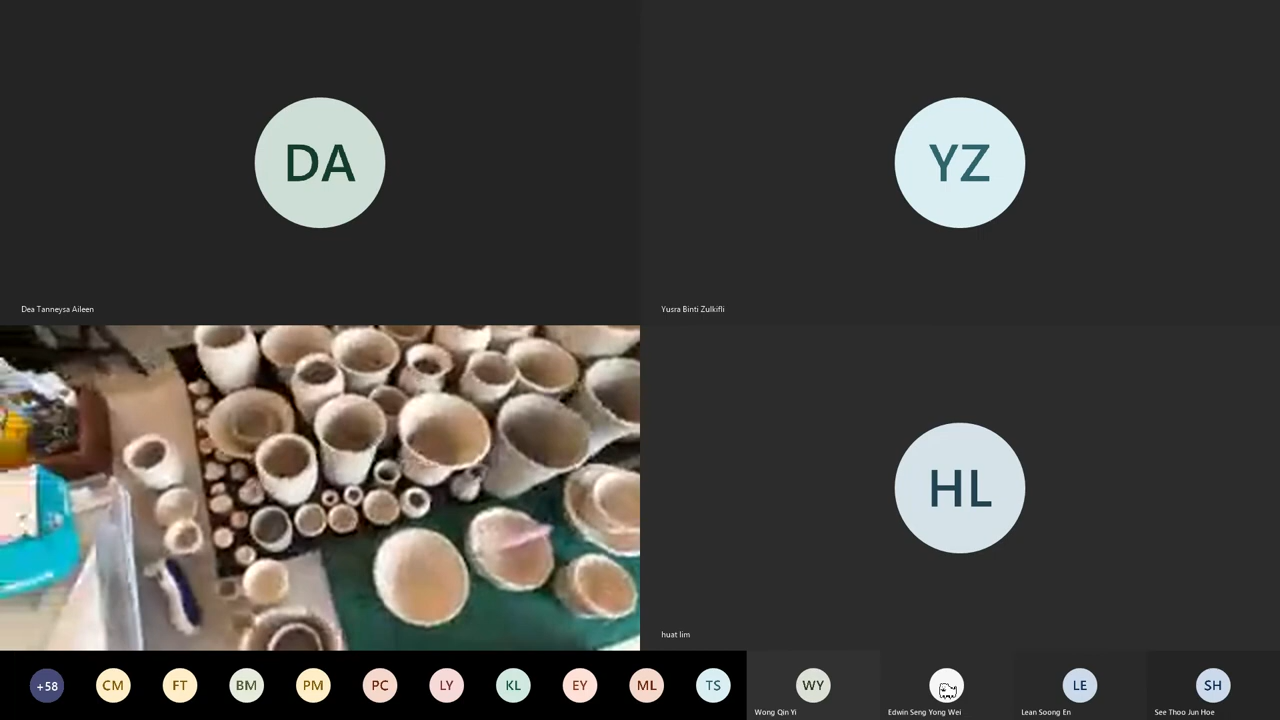 DA
Dea Tanneysa Aileen
YZ
Yusra Binti Zulkifli
HL
huat lim
+58
CM
FT
BM
PM
PC
LY
KL
EY
ML
TS
WY
Wong Qin Yi
Edwin Seng Yong Wei
LE
Lean Soong En
SH
See Thoo Jun Hoe